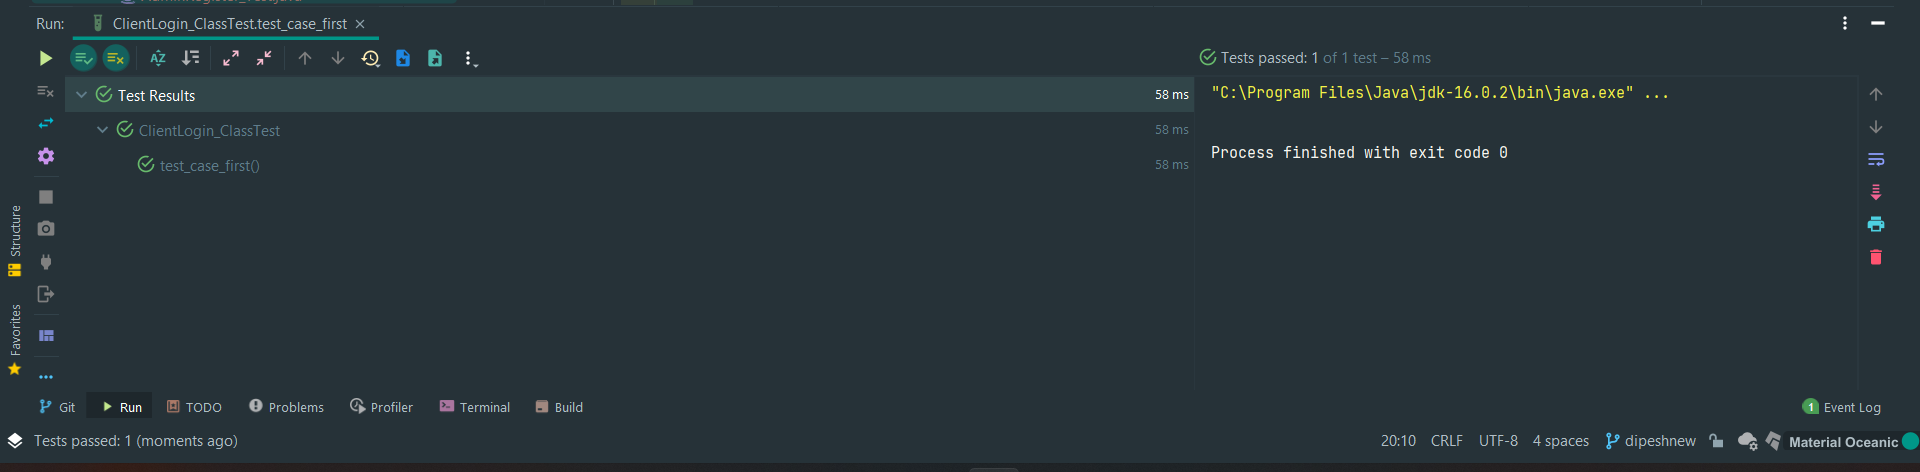 Run: ClientLogin_ClassTest.test_case_first
Tests passed: 1 of 1 test – 58 ms
Test Results 58 ms
ClientLogin_ClassTest 58 ms
test_case_first() 58 ms
"C:\Program Files\Java\jdk-16.0.2\bin\java.exe" ...
Process finished with exit code 0
Structure
Favorites
Git Run TODO Problems Profiler Terminal Build 1 Event Log
Tests passed: 1 (moments ago) 20:10 CRLF UTF-8 4 spaces dipeshnew Material Oceanic